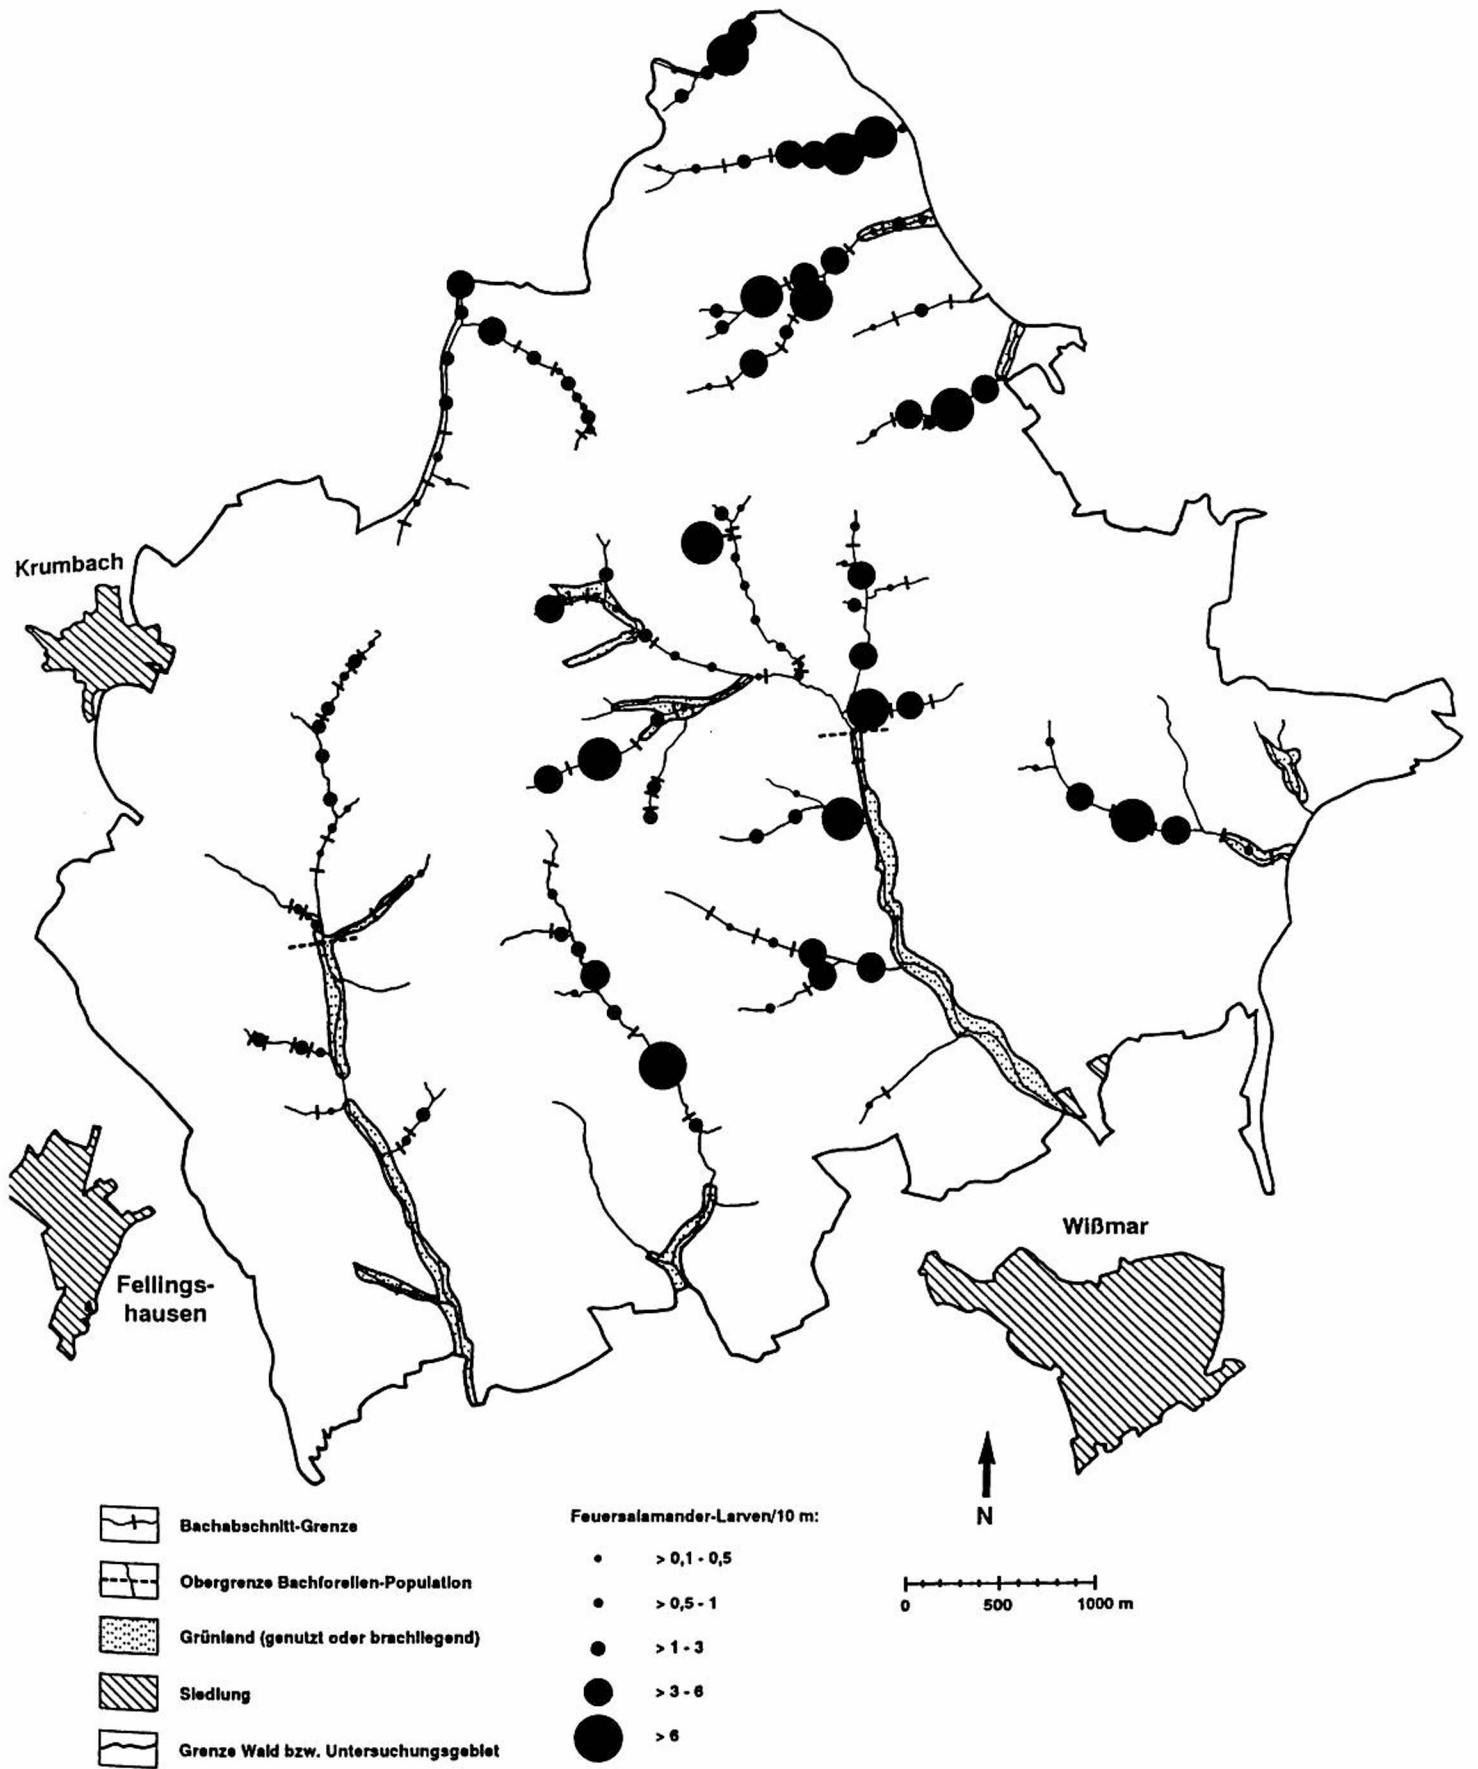 Krumbach
Wißmar
Fellings-
hausen
N
Bachabschnitt-Grenze
Obergrenze Bachforellen-Population
Grünland (genutzt oder brachliegend)
Siedlung
Grenze Wald bzw. Untersuchungsgebiet
Feuersalamander-Larven/10 m:
> 0,1 - 0,5
> 0,5 - 1
> 1 - 3
> 3 - 6
> 6
0 500 1000 m